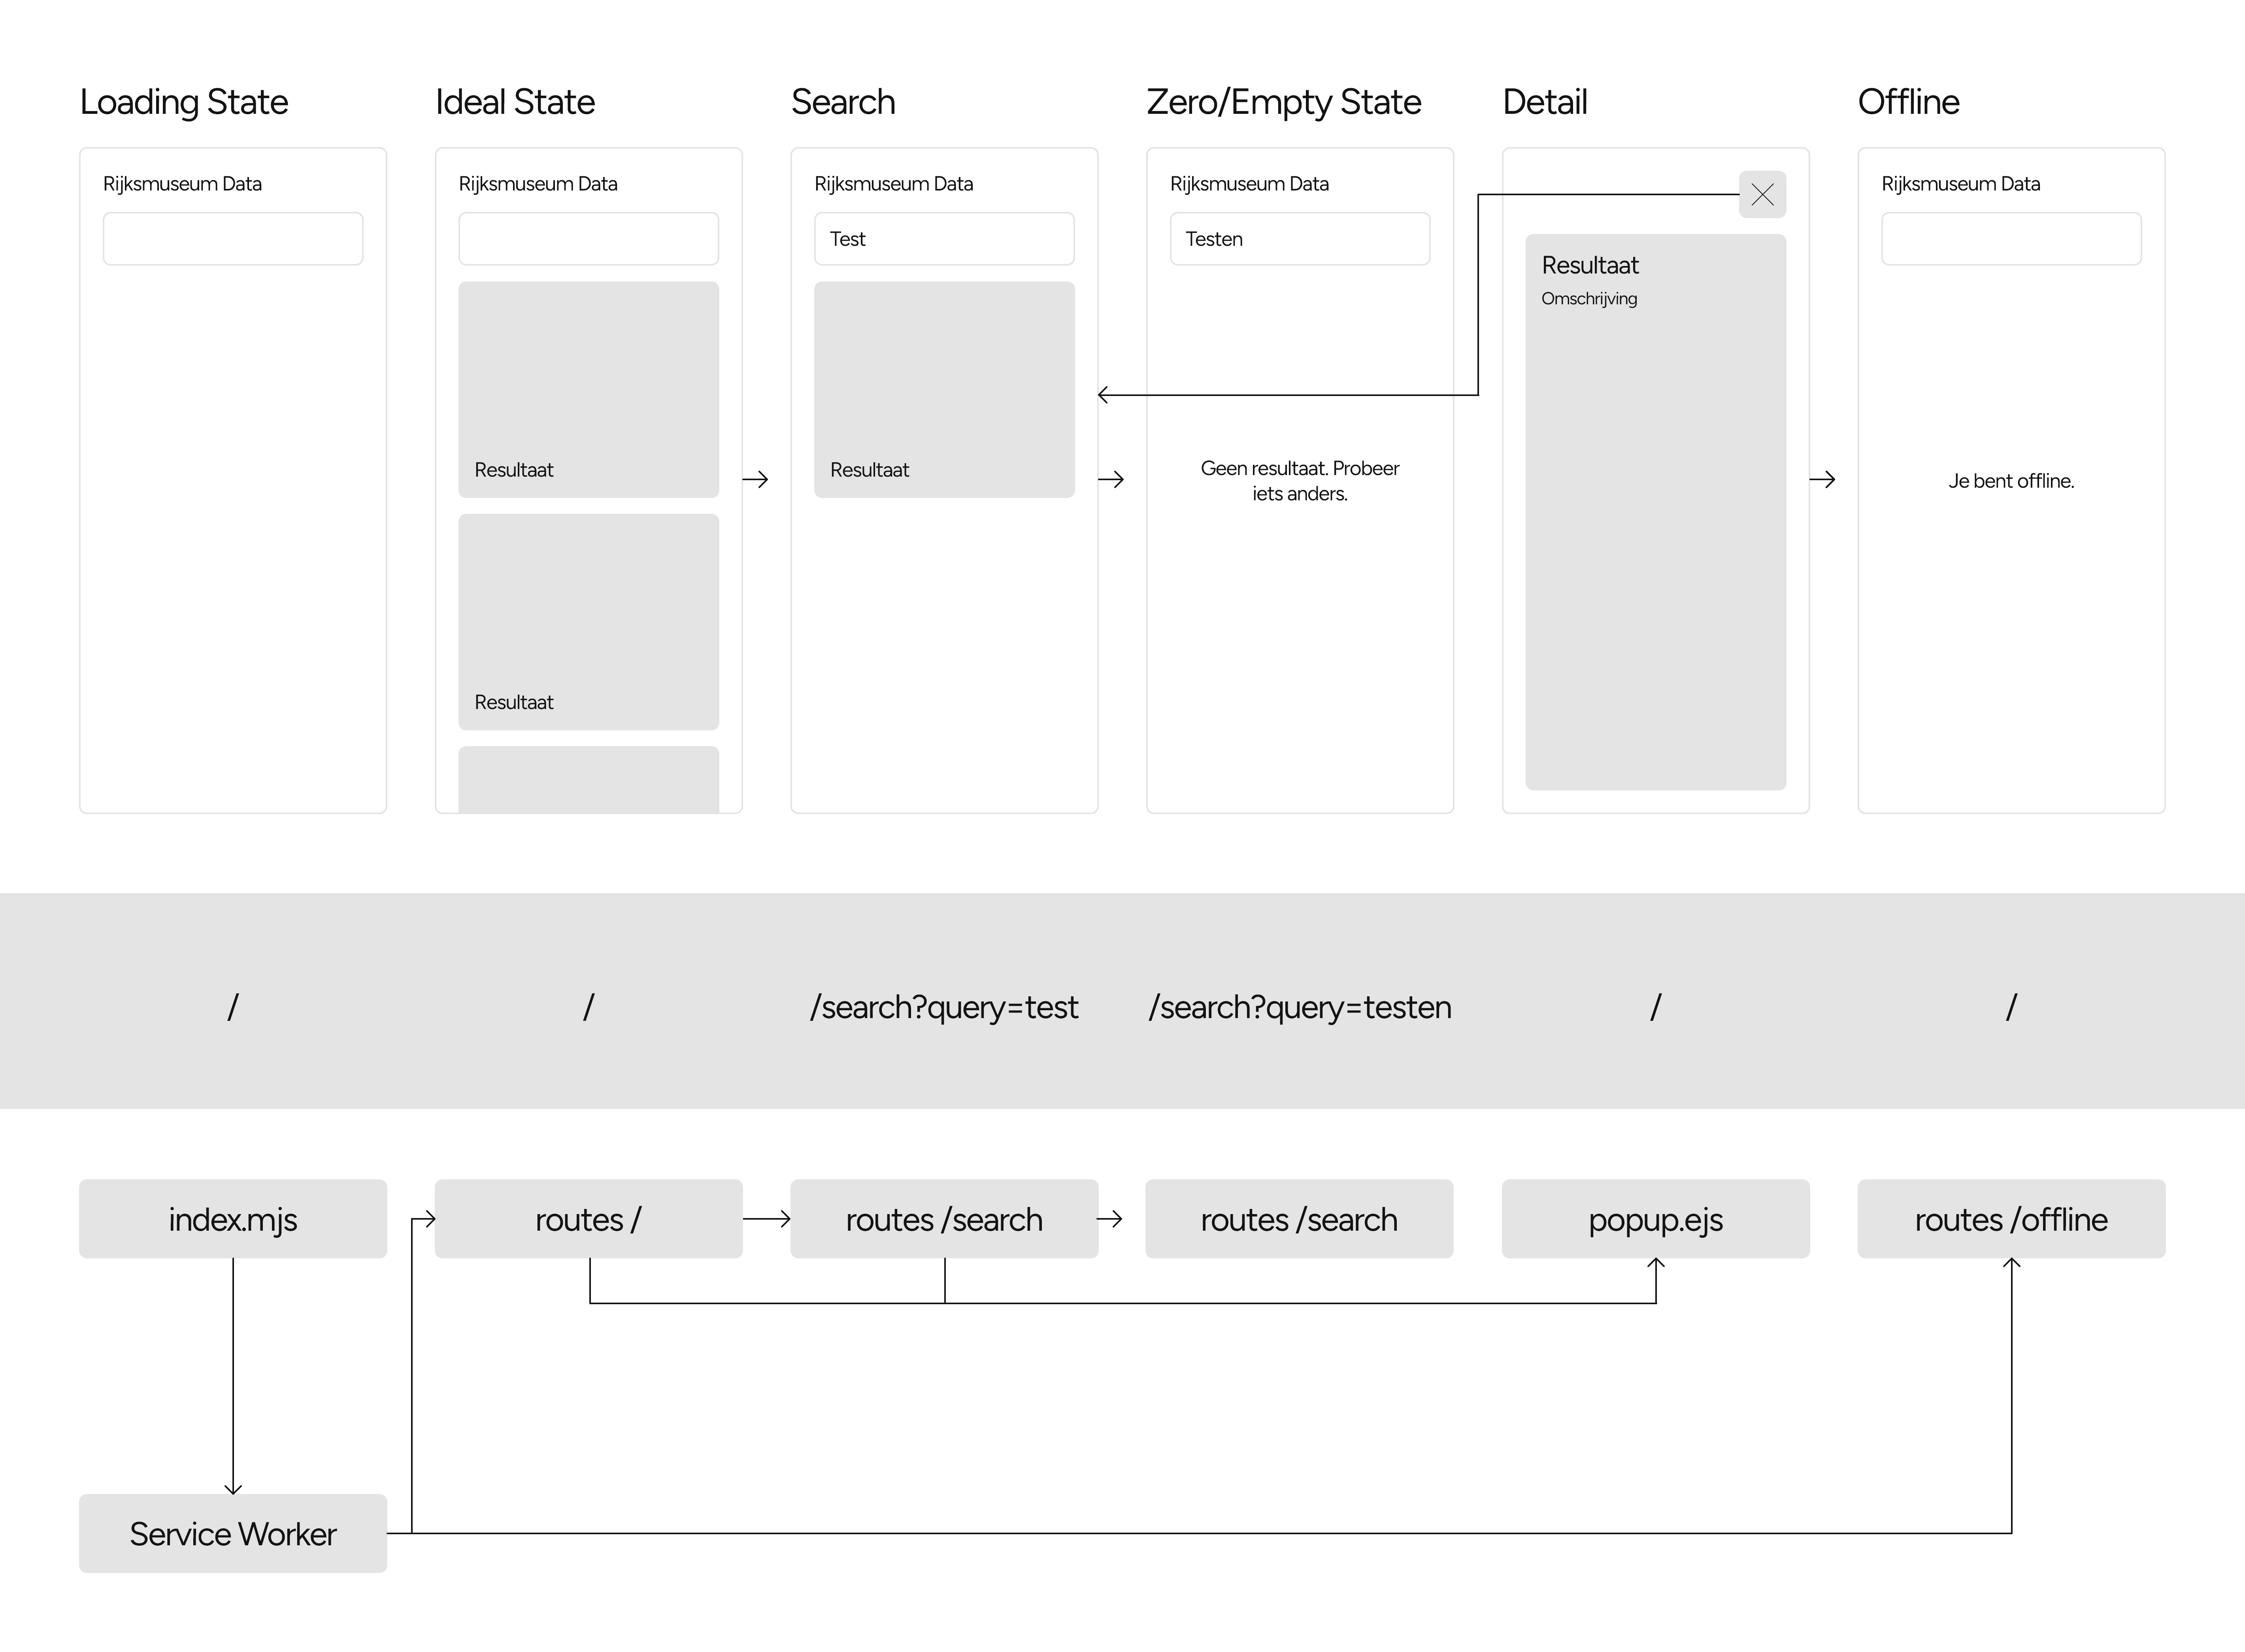 Loading State
Ideal State
Search
Zero/Empty State
Detail
Offline
Rijksmuseum Data
Rijksmuseum Data
Resultaat
Resultaat
Rijksmuseum Data
Test
Resultaat
Rijksmuseum Data
Testen
Geen resultaat. Probeer
iets anders.
Resultaat
Omschrijving
Rijksmuseum Data
Je bent offline.
/
/
/search?query=test
/search?query=testen
/
/
index.mjs
routes /
routes /search
routes /search
popup.ejs
routes /offline
Service Worker